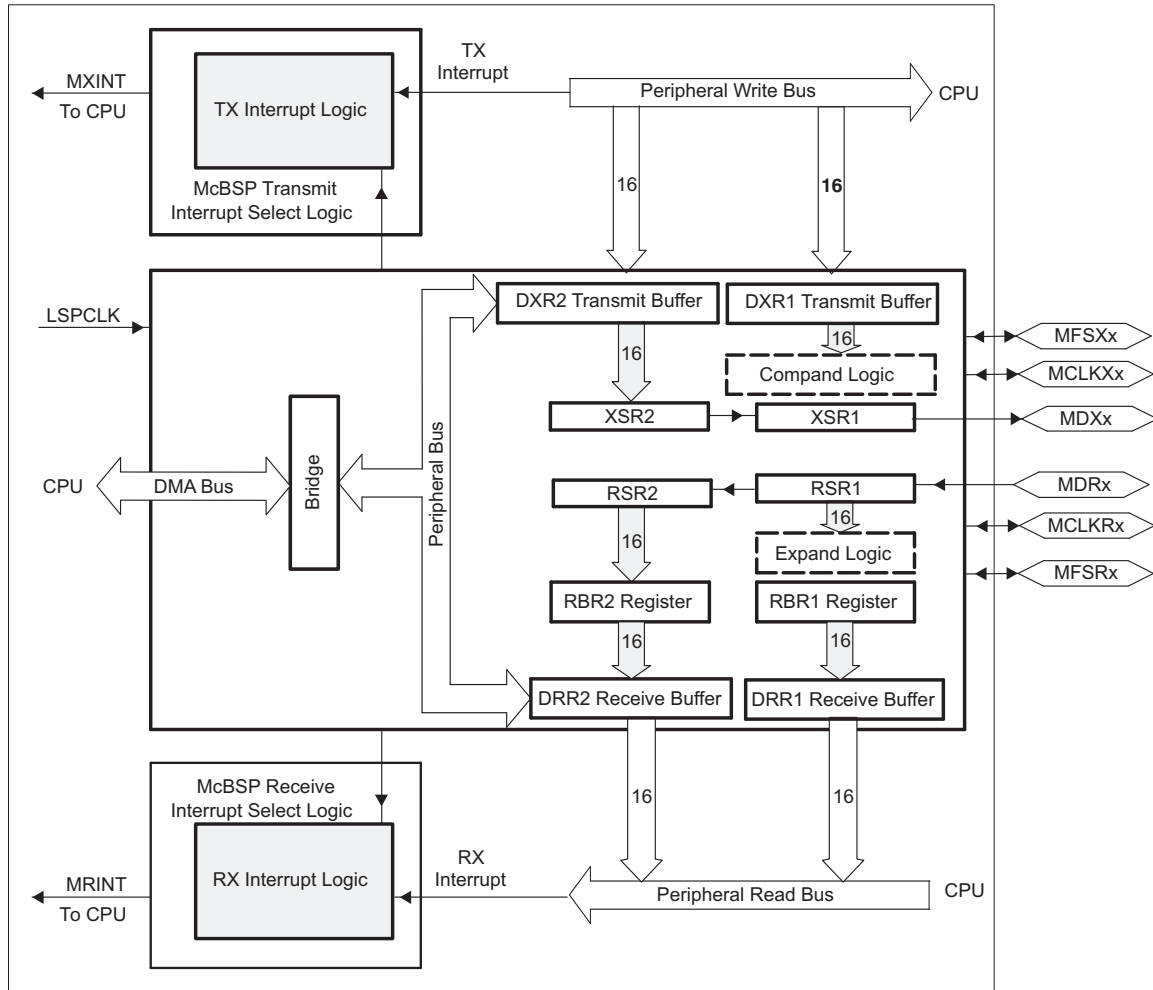 TX
Interrupt
MXINT
To CPU
TX Interrupt Logic
Peripheral Write Bus
CPU
McBSP Transmit
Interrupt Select Logic
16
16
LSPCLK
DXR2 Transmit Buffer
DXR1 Transmit Buffer
MFSXx
16
16
Compand Logic
MCLKXx
XSR2
XSR1
MDXx
CPU
DMA Bus
Bridge
Peripheral Bus
RSR2
RSR1
MDRx
16
16
MCLKRx
Expand Logic
MFSRx
RBR2 Register
RBR1 Register
16
16
DRR2 Receive Buffer
DRR1 Receive Buffer
McBSP Receive
Interrupt Select Logic
16
16
RX
Interrupt
MRINT
To CPU
RX Interrupt Logic
Peripheral Read Bus
CPU